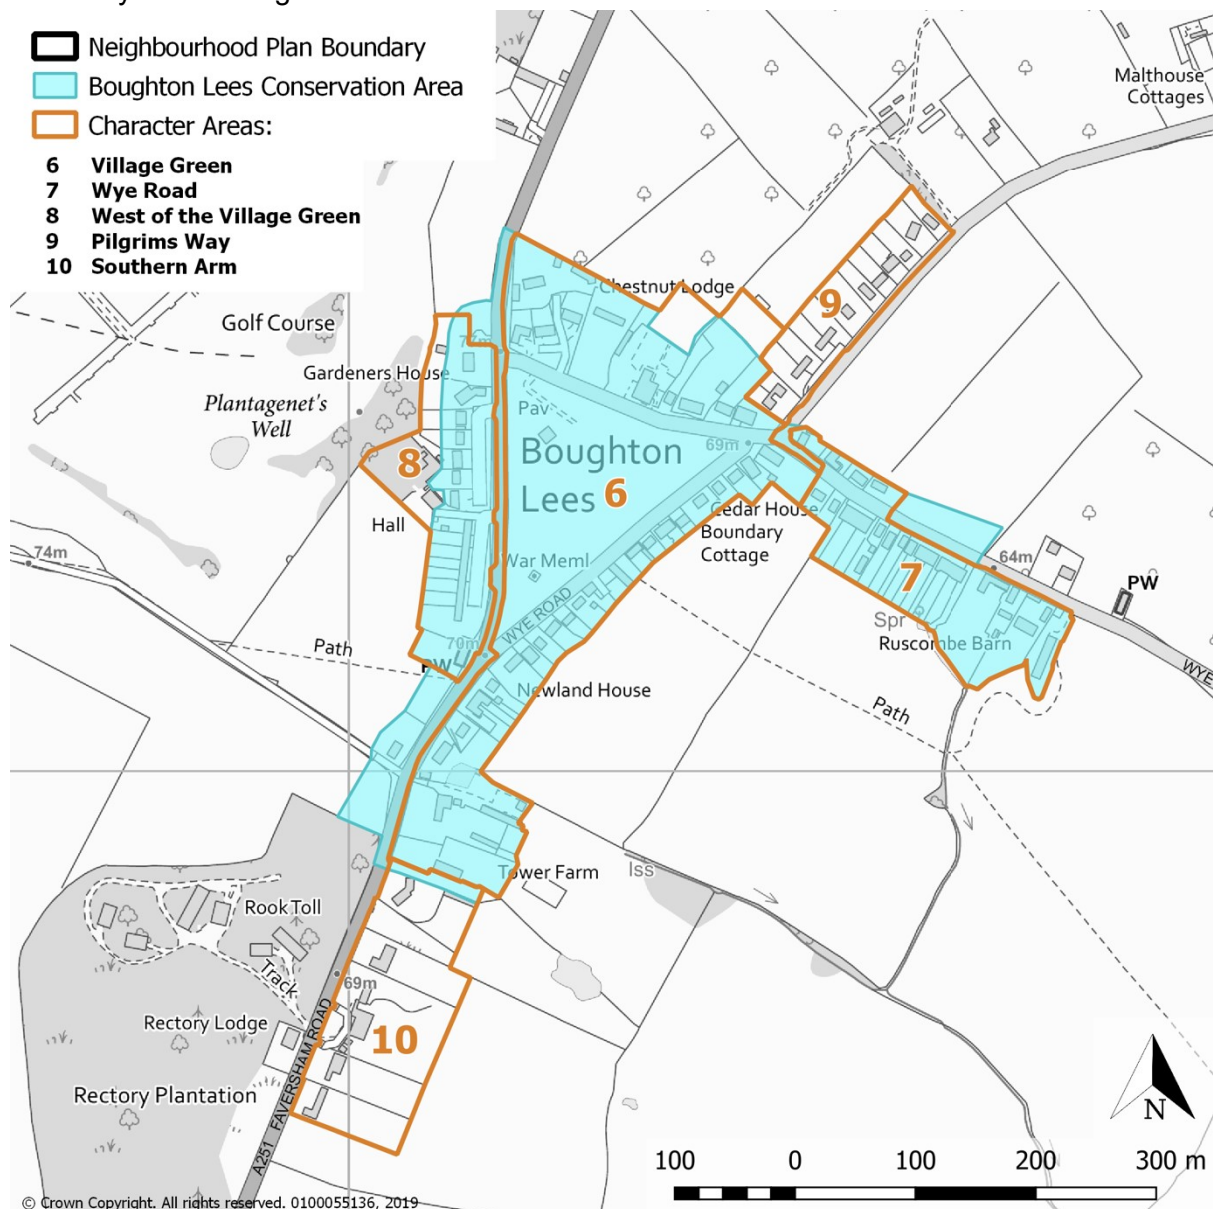 Neighbourhood Plan Boundary
Boughton Lees Conservation Area
Character Areas:
6 Village Green
7 Wye Road
8 West of the Village Green
9 Pilgrims Way
10 Southern Arm
Malthouse
Cottages
Chestnut Lodge
9
Golf Course
77m
Gardeners House
Plantagenet's
Well
Pav
69m
Boughton
Lees
6
8
Hall
Cedar House
Boundary
Cottage
74m
War Meml
64m
7
PW
WYE ROAD
Spr
Ruscombe Barn
70m
Path
PW
WYE
Newland House
Path
Tower Farm
Iss
Rook Toll
Track
69m
Rectory Lodge
10
Rectory Plantation
A251 FAVERSHAM ROAD
N
100 0 100 200 300 m
© Crown Copyright. All rights reserved. 0100055136, 2019